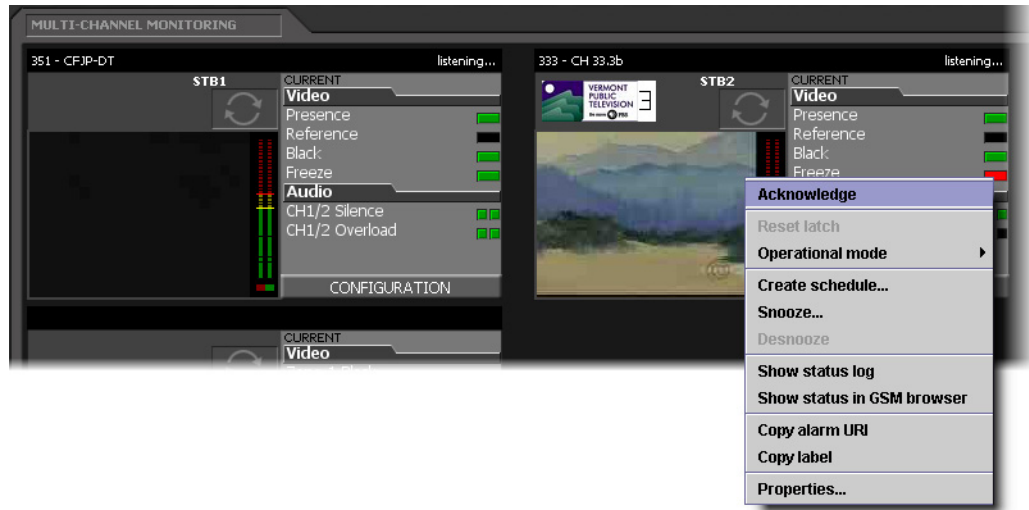 MULTI-CHANNEL MONITORING
351 - CFJP-DT
listening...
STB1
CURRENT
Video
Presence
Reference
Black
Freeze
Audio
CH1/2 Silence
CH1/2 Overload
CONFIGURATION
333 - CH 33.3b
listening...
VERMONT
PUBLIC
TELEVISION
PBS
STB2
CURRENT
Video
Presence
Reference
Black
Freeze
Acknowledge
Reset latch
Operational mode
Create schedule...
Snooze...
Desnooze
Show status log
Show status in GSM browser
Copy alarm URI
Copy label
Properties...
CURRENT
Video